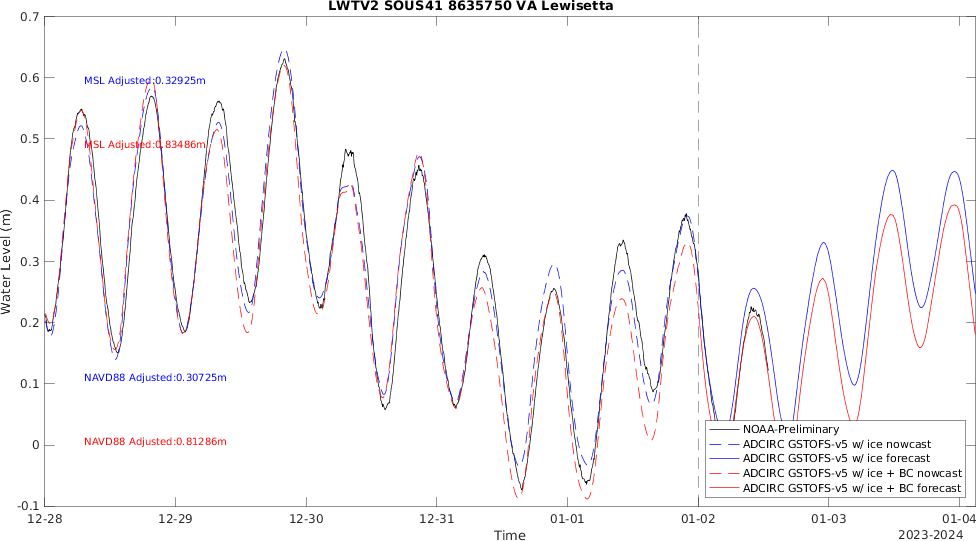 LWTV2 SOUS41 8635750 VA Lewisetta
0.7
0.6
0.5
0.4
0.3
0.2
0.1
0
-0.1
Water Level (m)
MSL Adjusted:0.32925m
MSL Adjusted:0.83486m
NAVD88 Adjusted:0.30725m
NAVD88 Adjusted:0.81286m
NOAA-Preliminary
ADCIRC GSTOFS-v5 w/ ice nowcast
ADCIRC GSTOFS-v5 w/ ice forecast
ADCIRC GSTOFS-v5 w/ ice + BC nowcast
ADCIRC GSTOFS-v5 w/ ice + BC forecast
12-28 12-29 12-30 12-31 01-01 01-02 01-03 01-04
Time
2023-2024